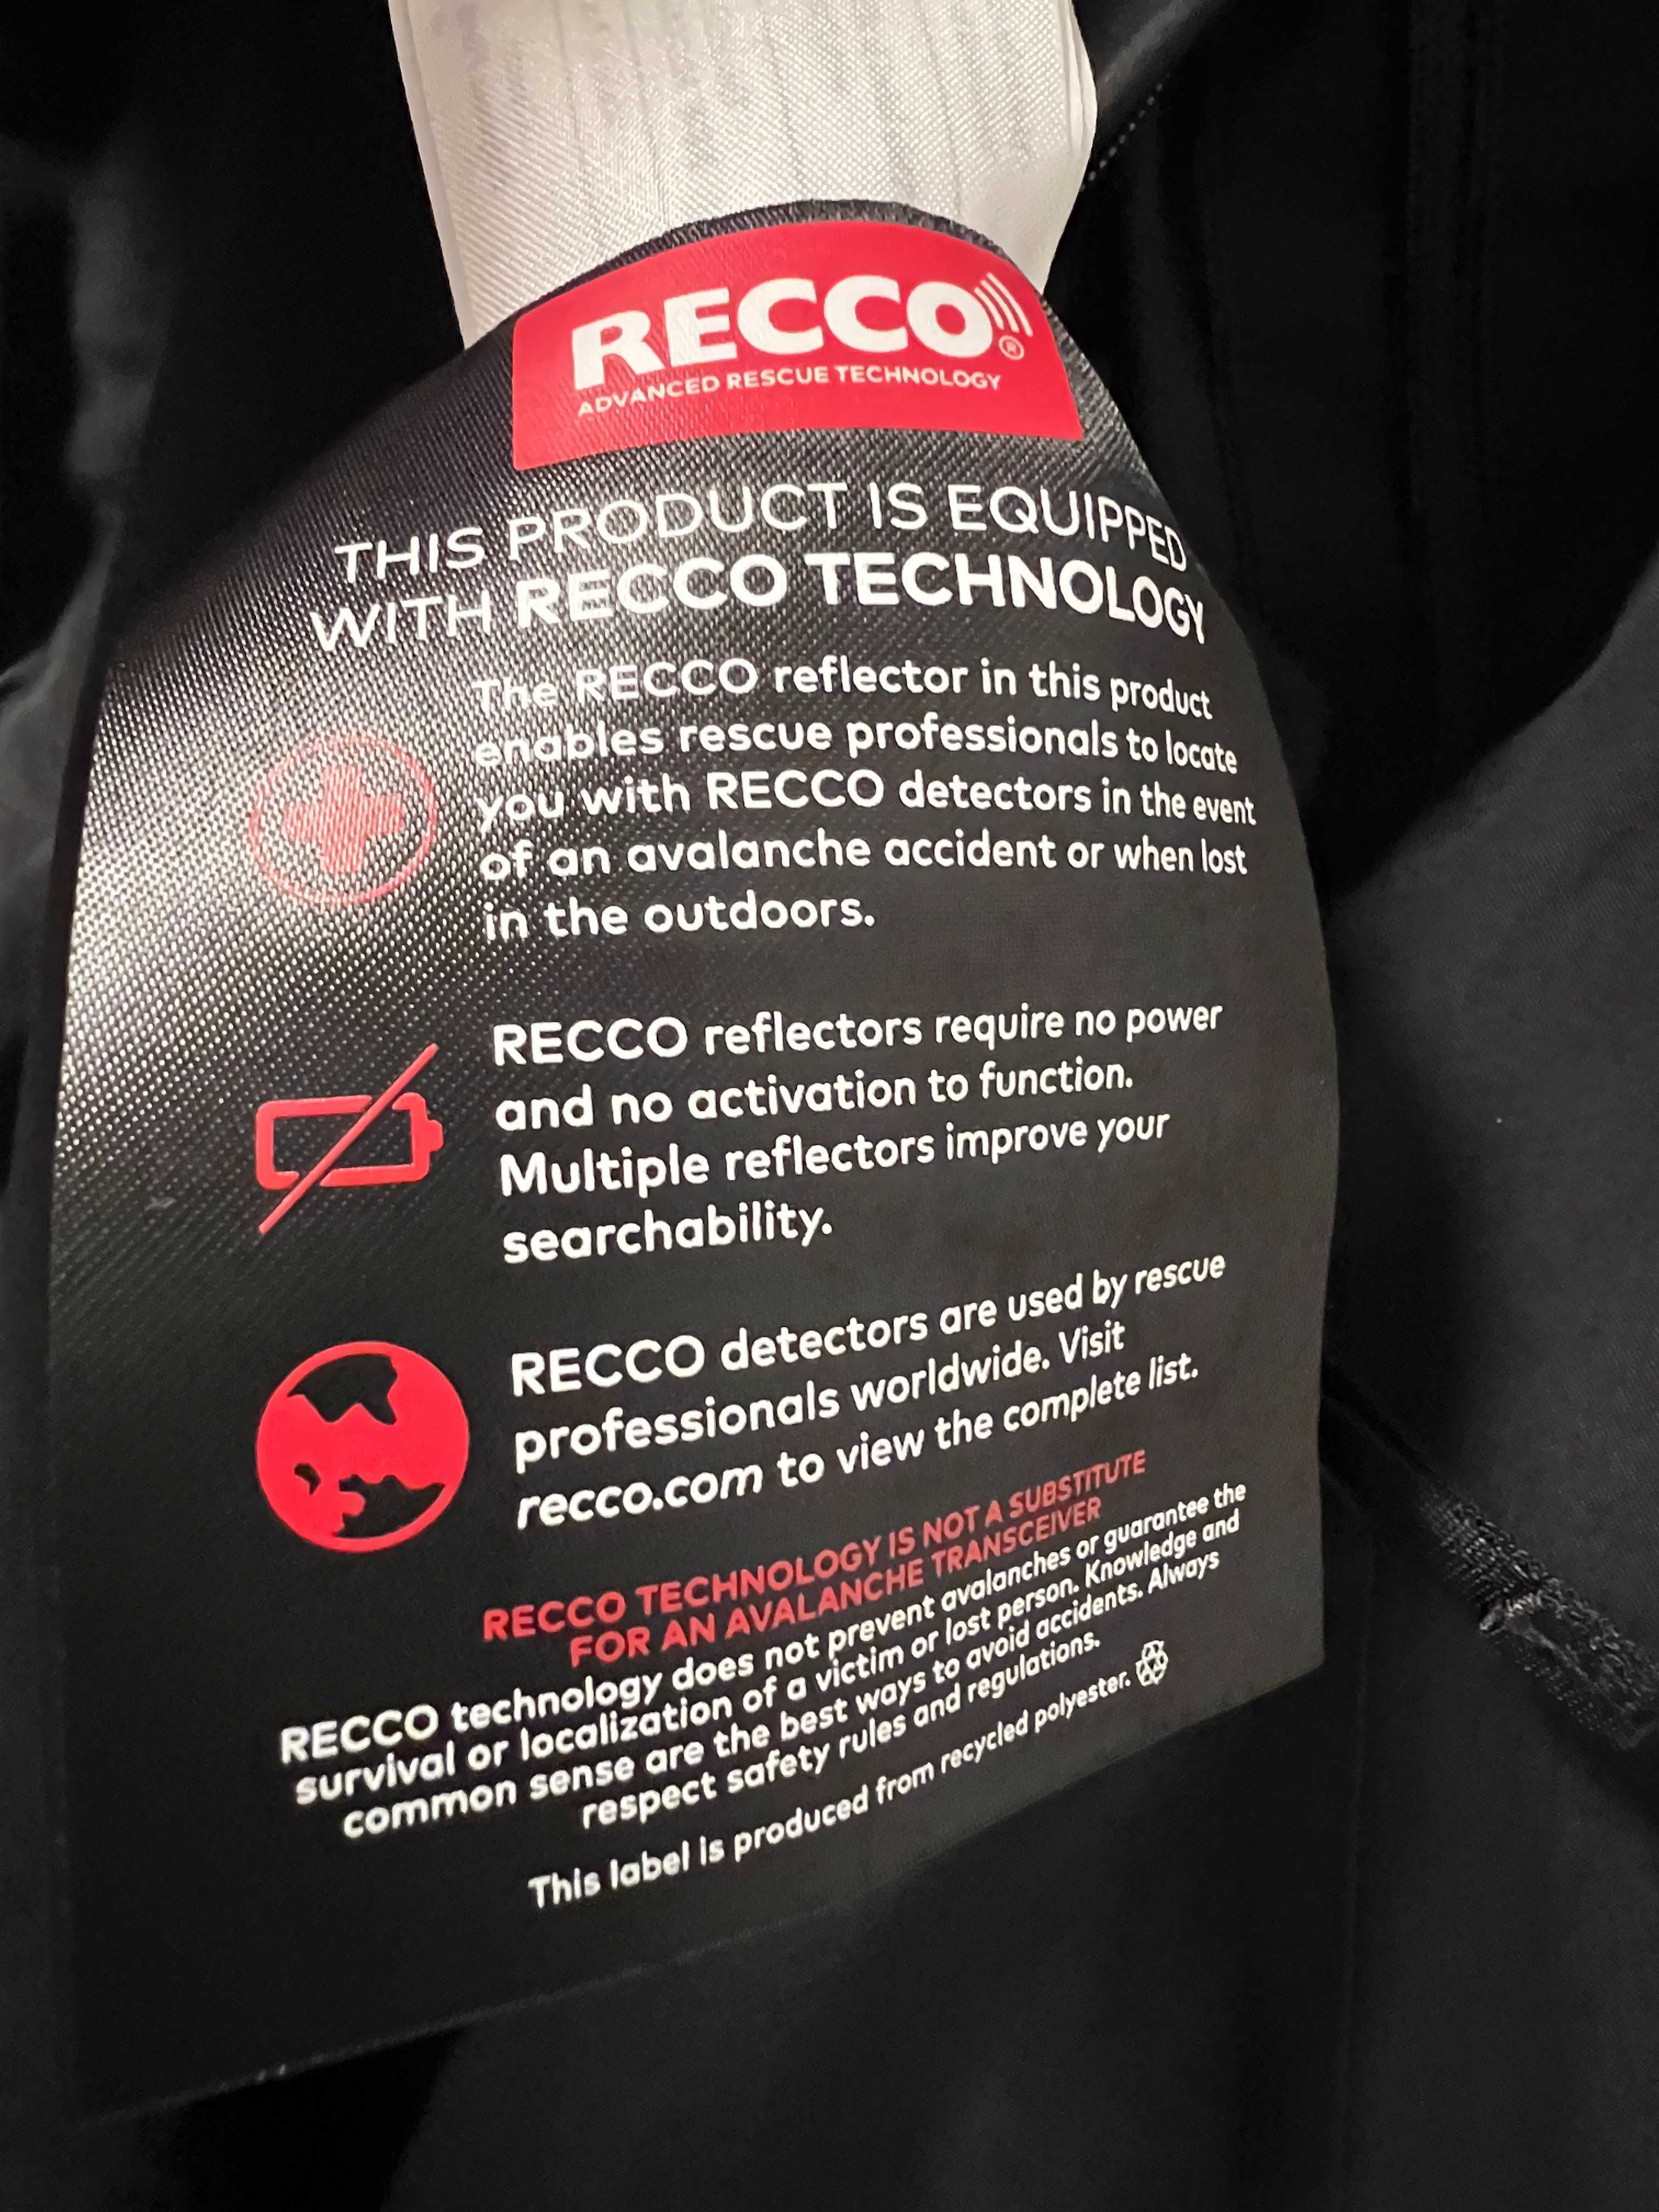 RECCO®
ADVANCED RESCUE TECHNOLOGY
THIS PRODUCT IS EQUIPPED
WITH RECCO TECHNOLOGY
The RECCO reflector in this product
enables rescue professionals to locate
you with RECCO detectors in the event
of an avalanche accident or when lost
in the outdoors.
RECCO reflectors require no power
and no activation to function.
Multiple reflectors improve your
searchability.
RECCO detectors are used by rescue
professionals worldwide. Visit
recco.com to view the complete list.
RECCO TECHNOLOGY IS NOT A SUBSTITUTE
FOR AN AVALANCHE TRANSCEIVER
RECCO technology does not prevent avalanches or guarantee the
survival or localization of a victim or lost person. Knowledge and
common sense are the best ways to avoid accidents. Always
respect safety rules and regulations.
This label is produced from recycled polyester.